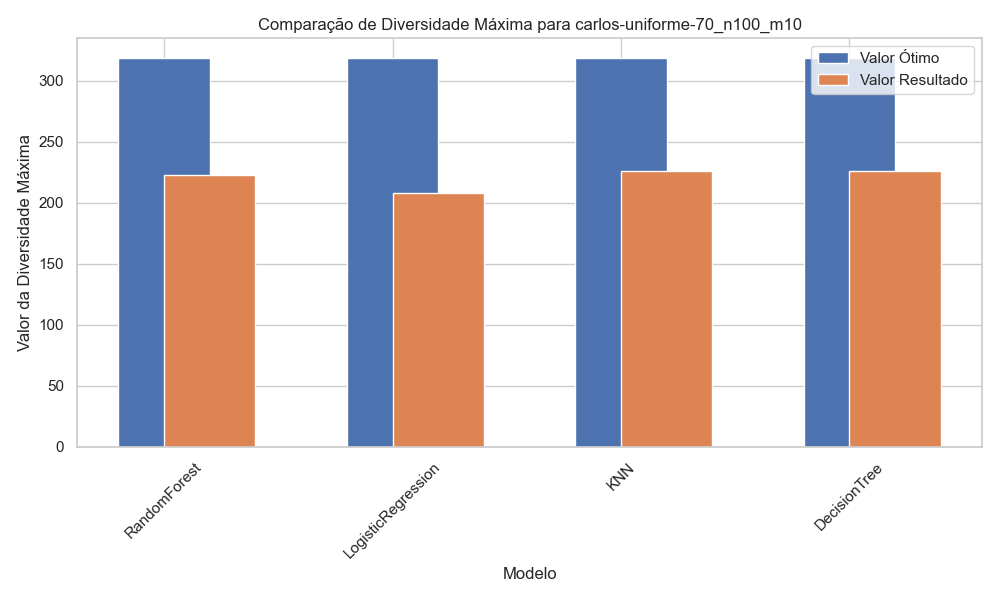 Comparação de Diversidade Máxima para carlos-uniforme-70_n100_m10
Valor Ótimo
Valor Resultado
Valor da Diversidade Máxima
300
250
200
150
100
50
0
RandomForest
LogisticRegression
KNN
DecisionTree
Modelo